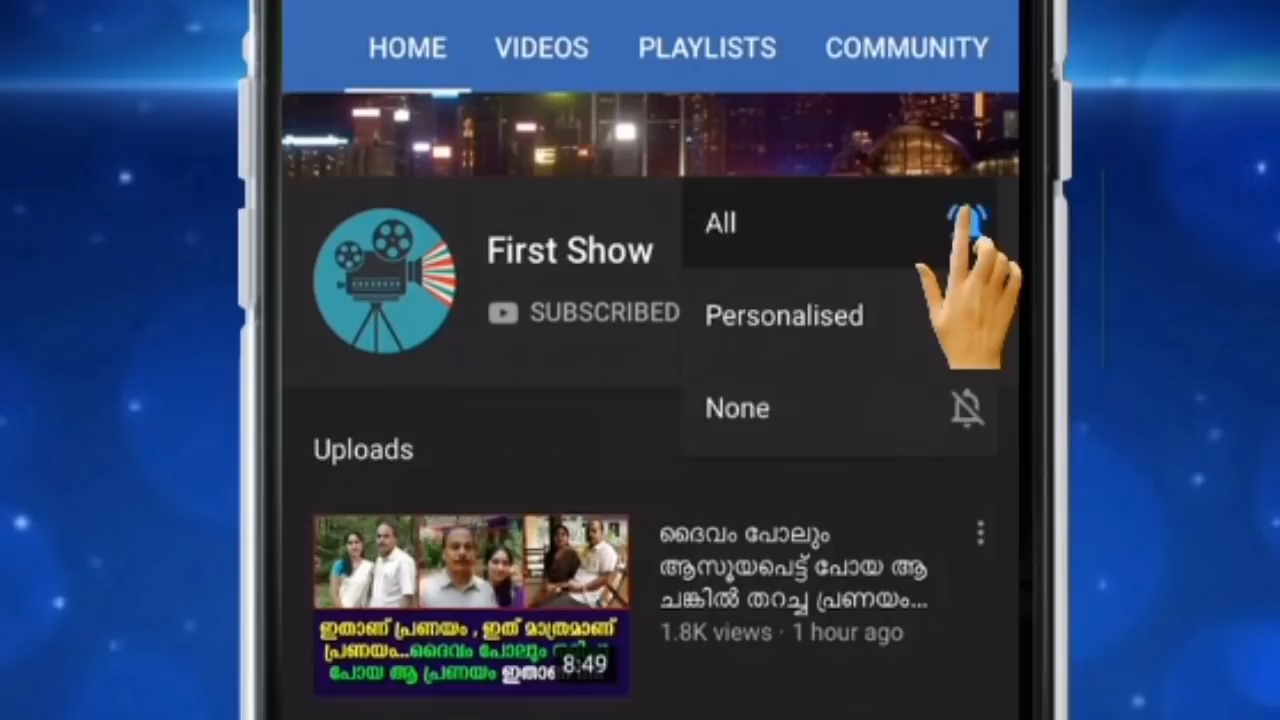 HOME VIDEOS PLAYLISTS COMMUNITY
First Show
SUBSCRIBED
All
Personalised
None
Uploads
ഇതാണ് പ്രണയം , ഇത് മാത്രമാണ്
പ്രണയം...ദൈവം പോലും
പോയ ആ പ്രണയം
8:49
ദൈവം പോലും
ആസൂയപെട്ട് പോയ ആ
ചങ്കിൽ തറച്ച പ്രണയം...
1.8K views · 1 hour ago